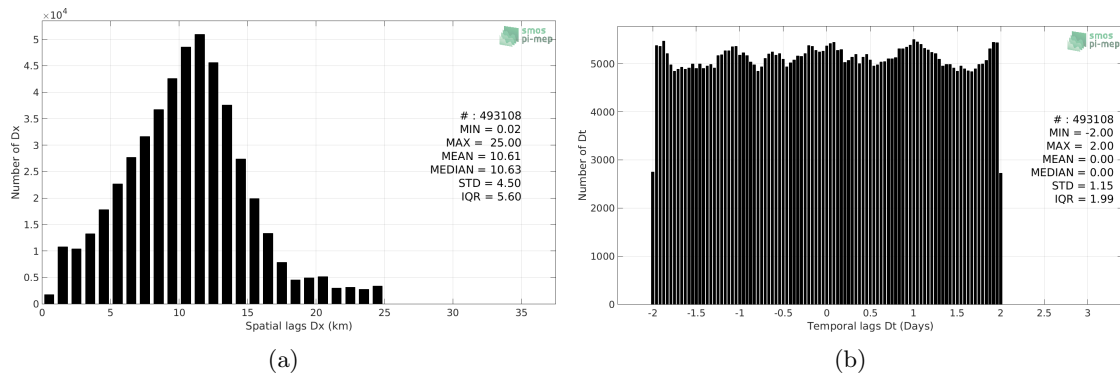 ×10⁴
5
4.5
4
3.5
3
2.5
2
1.5
1
0.5
0
Number of Dx
0 5 10 15 20 25 30 35
Spatial lags Dx (km)
smos
pi-mep
# : 493108
MIN = 0.02
MAX = 25.00
MEAN = 10.61
MEDIAN = 10.63
STD = 4.50
IQR = 5.60
(a)
5000
4000
3000
2000
1000
0
Number of Dt
-2 -1.5 -1 -0.5 0 0.5 1 1.5 2 2.5 3
Temporal lags Dt (Days)
smos
pi-mep
# : 493108
MIN = -2.00
MAX = 2.00
MEAN = 0.00
MEDIAN = 0.00
STD = 1.15
IQR = 1.99
(b)